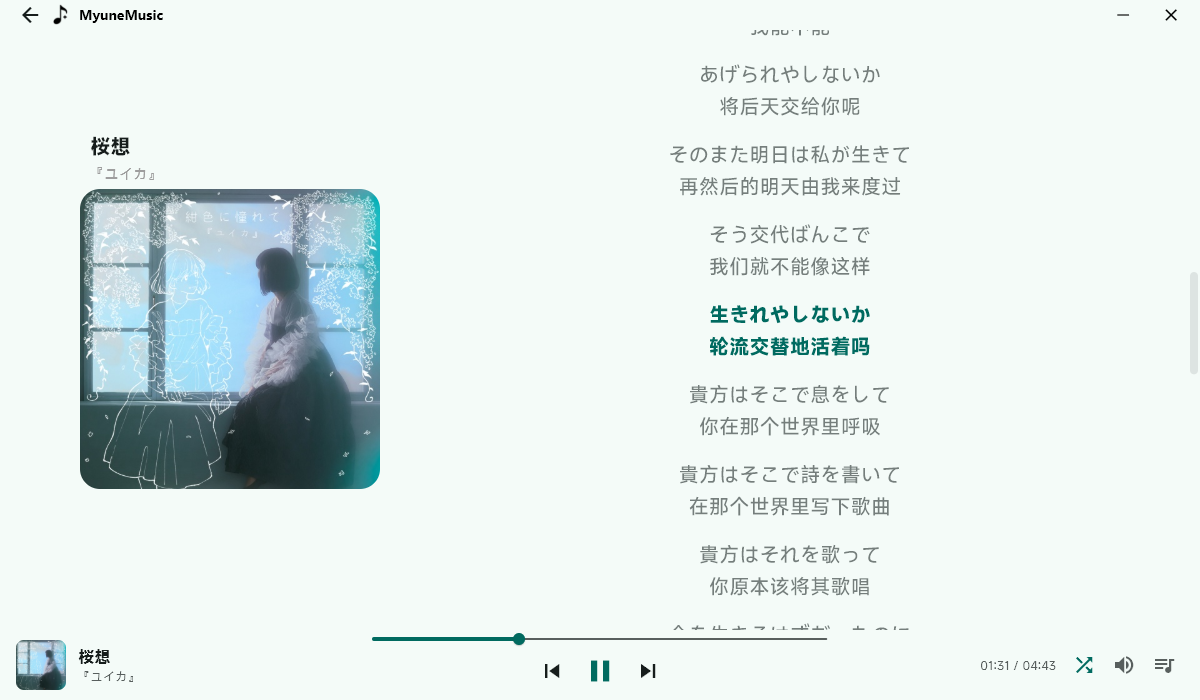 MyuneMusic
桜想
『ユイカ』
紺色に憧れて
『ユイカ』
我能不能
あげられやしないか
将后天交给你呢
そのまた明日は私が生きて
再然后的明天由我来度过
そう交代ばんこで
我们就不能像这样
生きれやしないか
轮流交替地活着吗
貴方はそこで息をして
你在那个世界里呼吸
貴方はそこで詩を書いて
在那个世界里写下歌曲
貴方はそれを歌って
你原本该将其歌唱
桜想
『ユイカ』
01:31 / 04:43